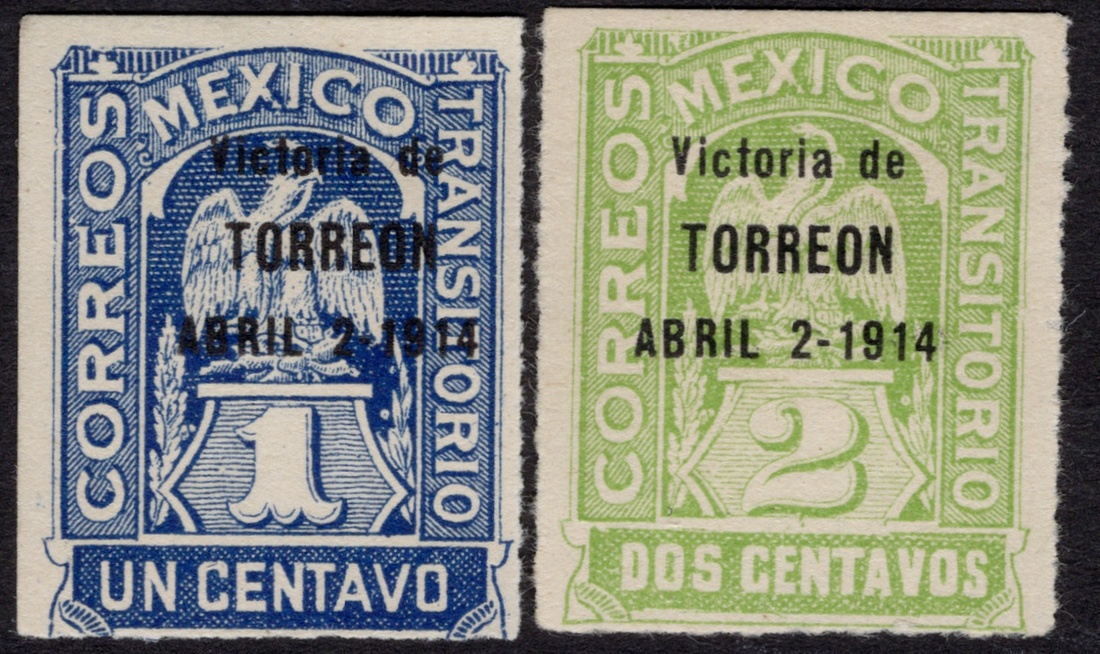 CORREOS
MEXICO
TRANSITORIO
Victoria de
TORREON
ABRIL 2-1914
1
UN CENTAVO
CORREOS
MEXICO
TRANSITORIO
Victoria de
TORREON
ABRIL 2-1914
2
DOS CENTAVOS